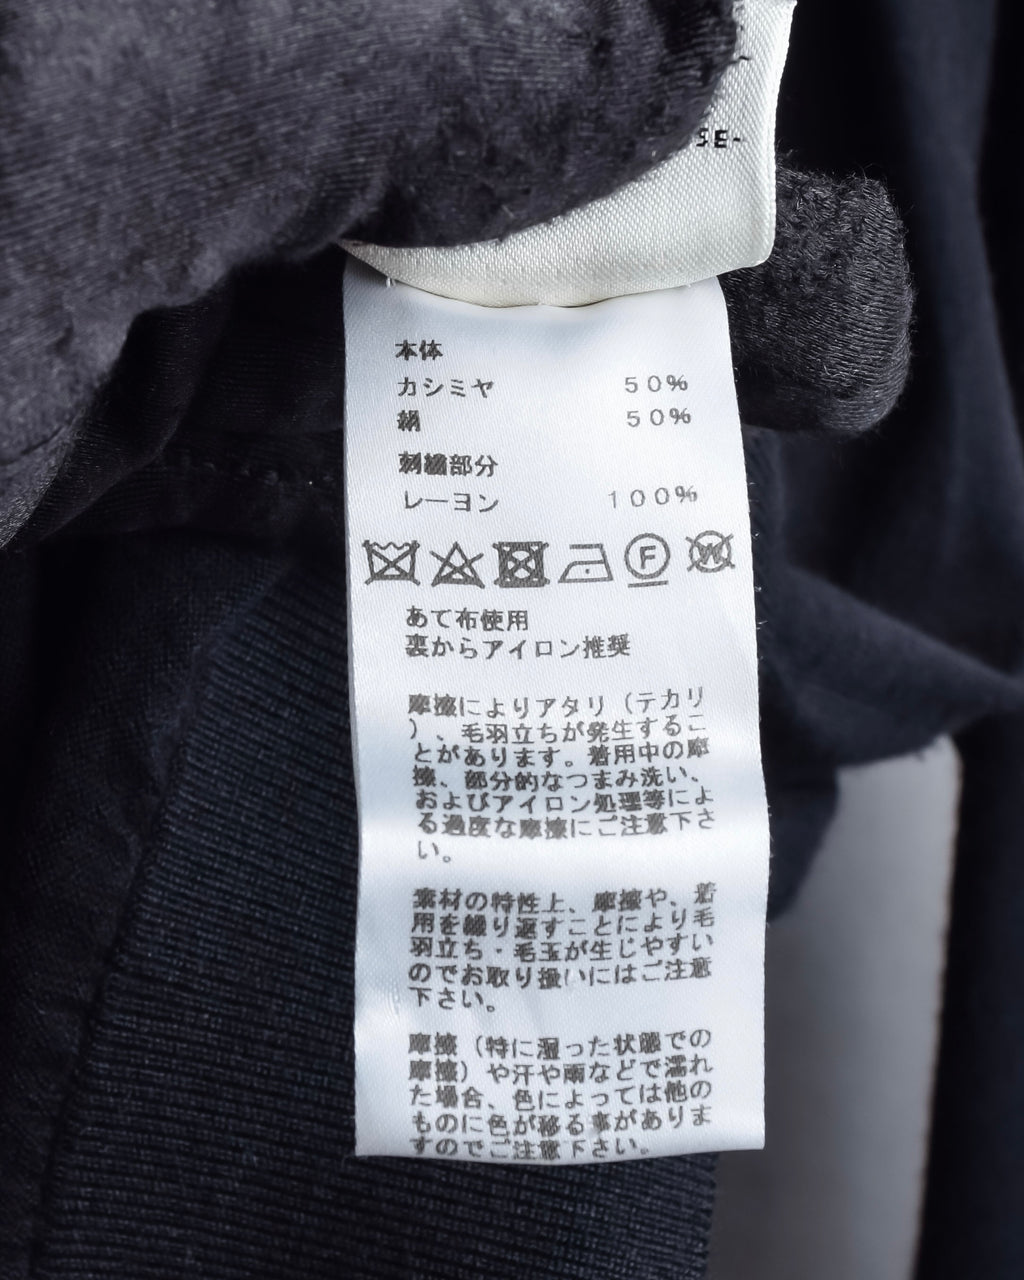 SE-
本体
カシミヤ 50%
絹 50%
刺繍部分
レーヨン 100%
F
W
あて布使用
裏からアイロン推奨
摩擦によりアタリ（テカリ
）、毛羽立ちが発生するこ
とがあります。着用中の摩
擦、部分的なつまみ洗い、
およびアイロン処理等によ
る過度な摩擦にご注意下さ
い。
素材の特性上、摩擦や、着
用を繰り返すことにより毛
羽立ち・毛玉が生じやすい
のでお取り扱いにはご注意
下さい。
摩擦（特に湿った状態での
摩擦）や汗や雨などで濡れ
た場合、色によっては他の
ものに色が移る事がありま
すのでご注意下さい。